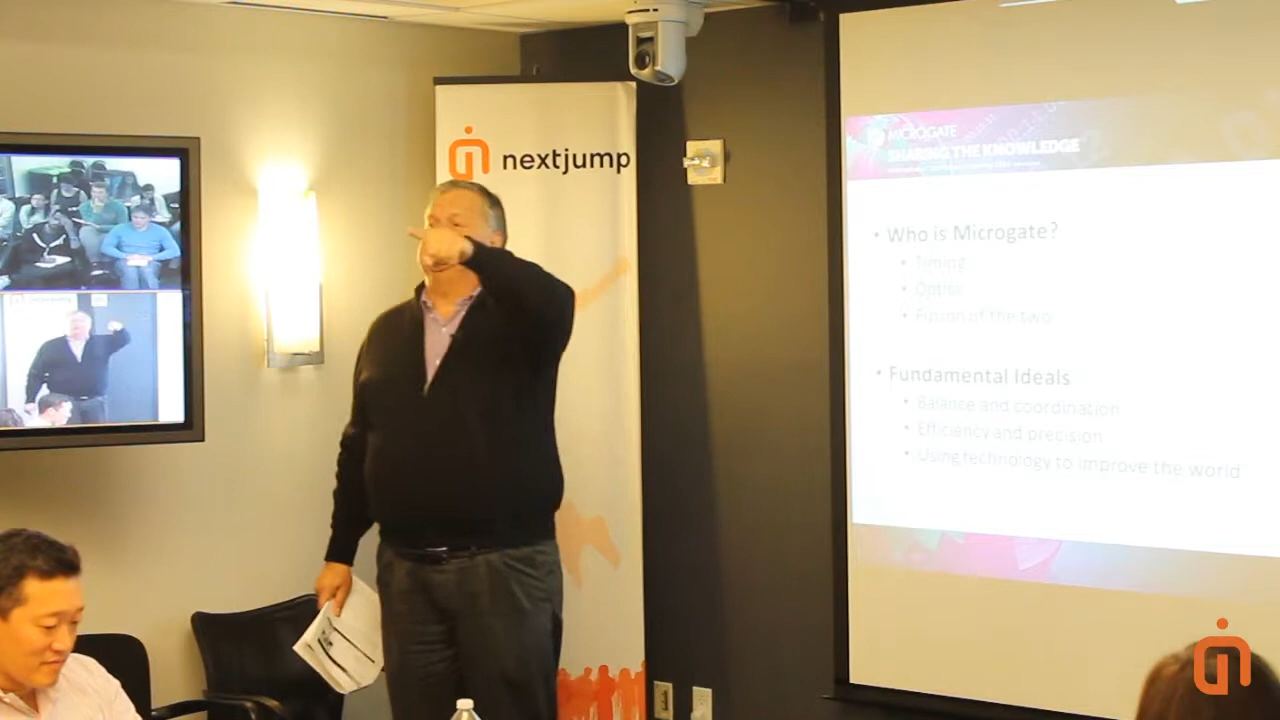 nextjump
MICROGATE
SHARING THE KNOWLEDGE
• Who is Microgate?
• Timing
• Optics
• Fusion of the two
• Fundamental Ideals
• Balance and coordination
• Efficiency and precision
• Using technology to improve the world